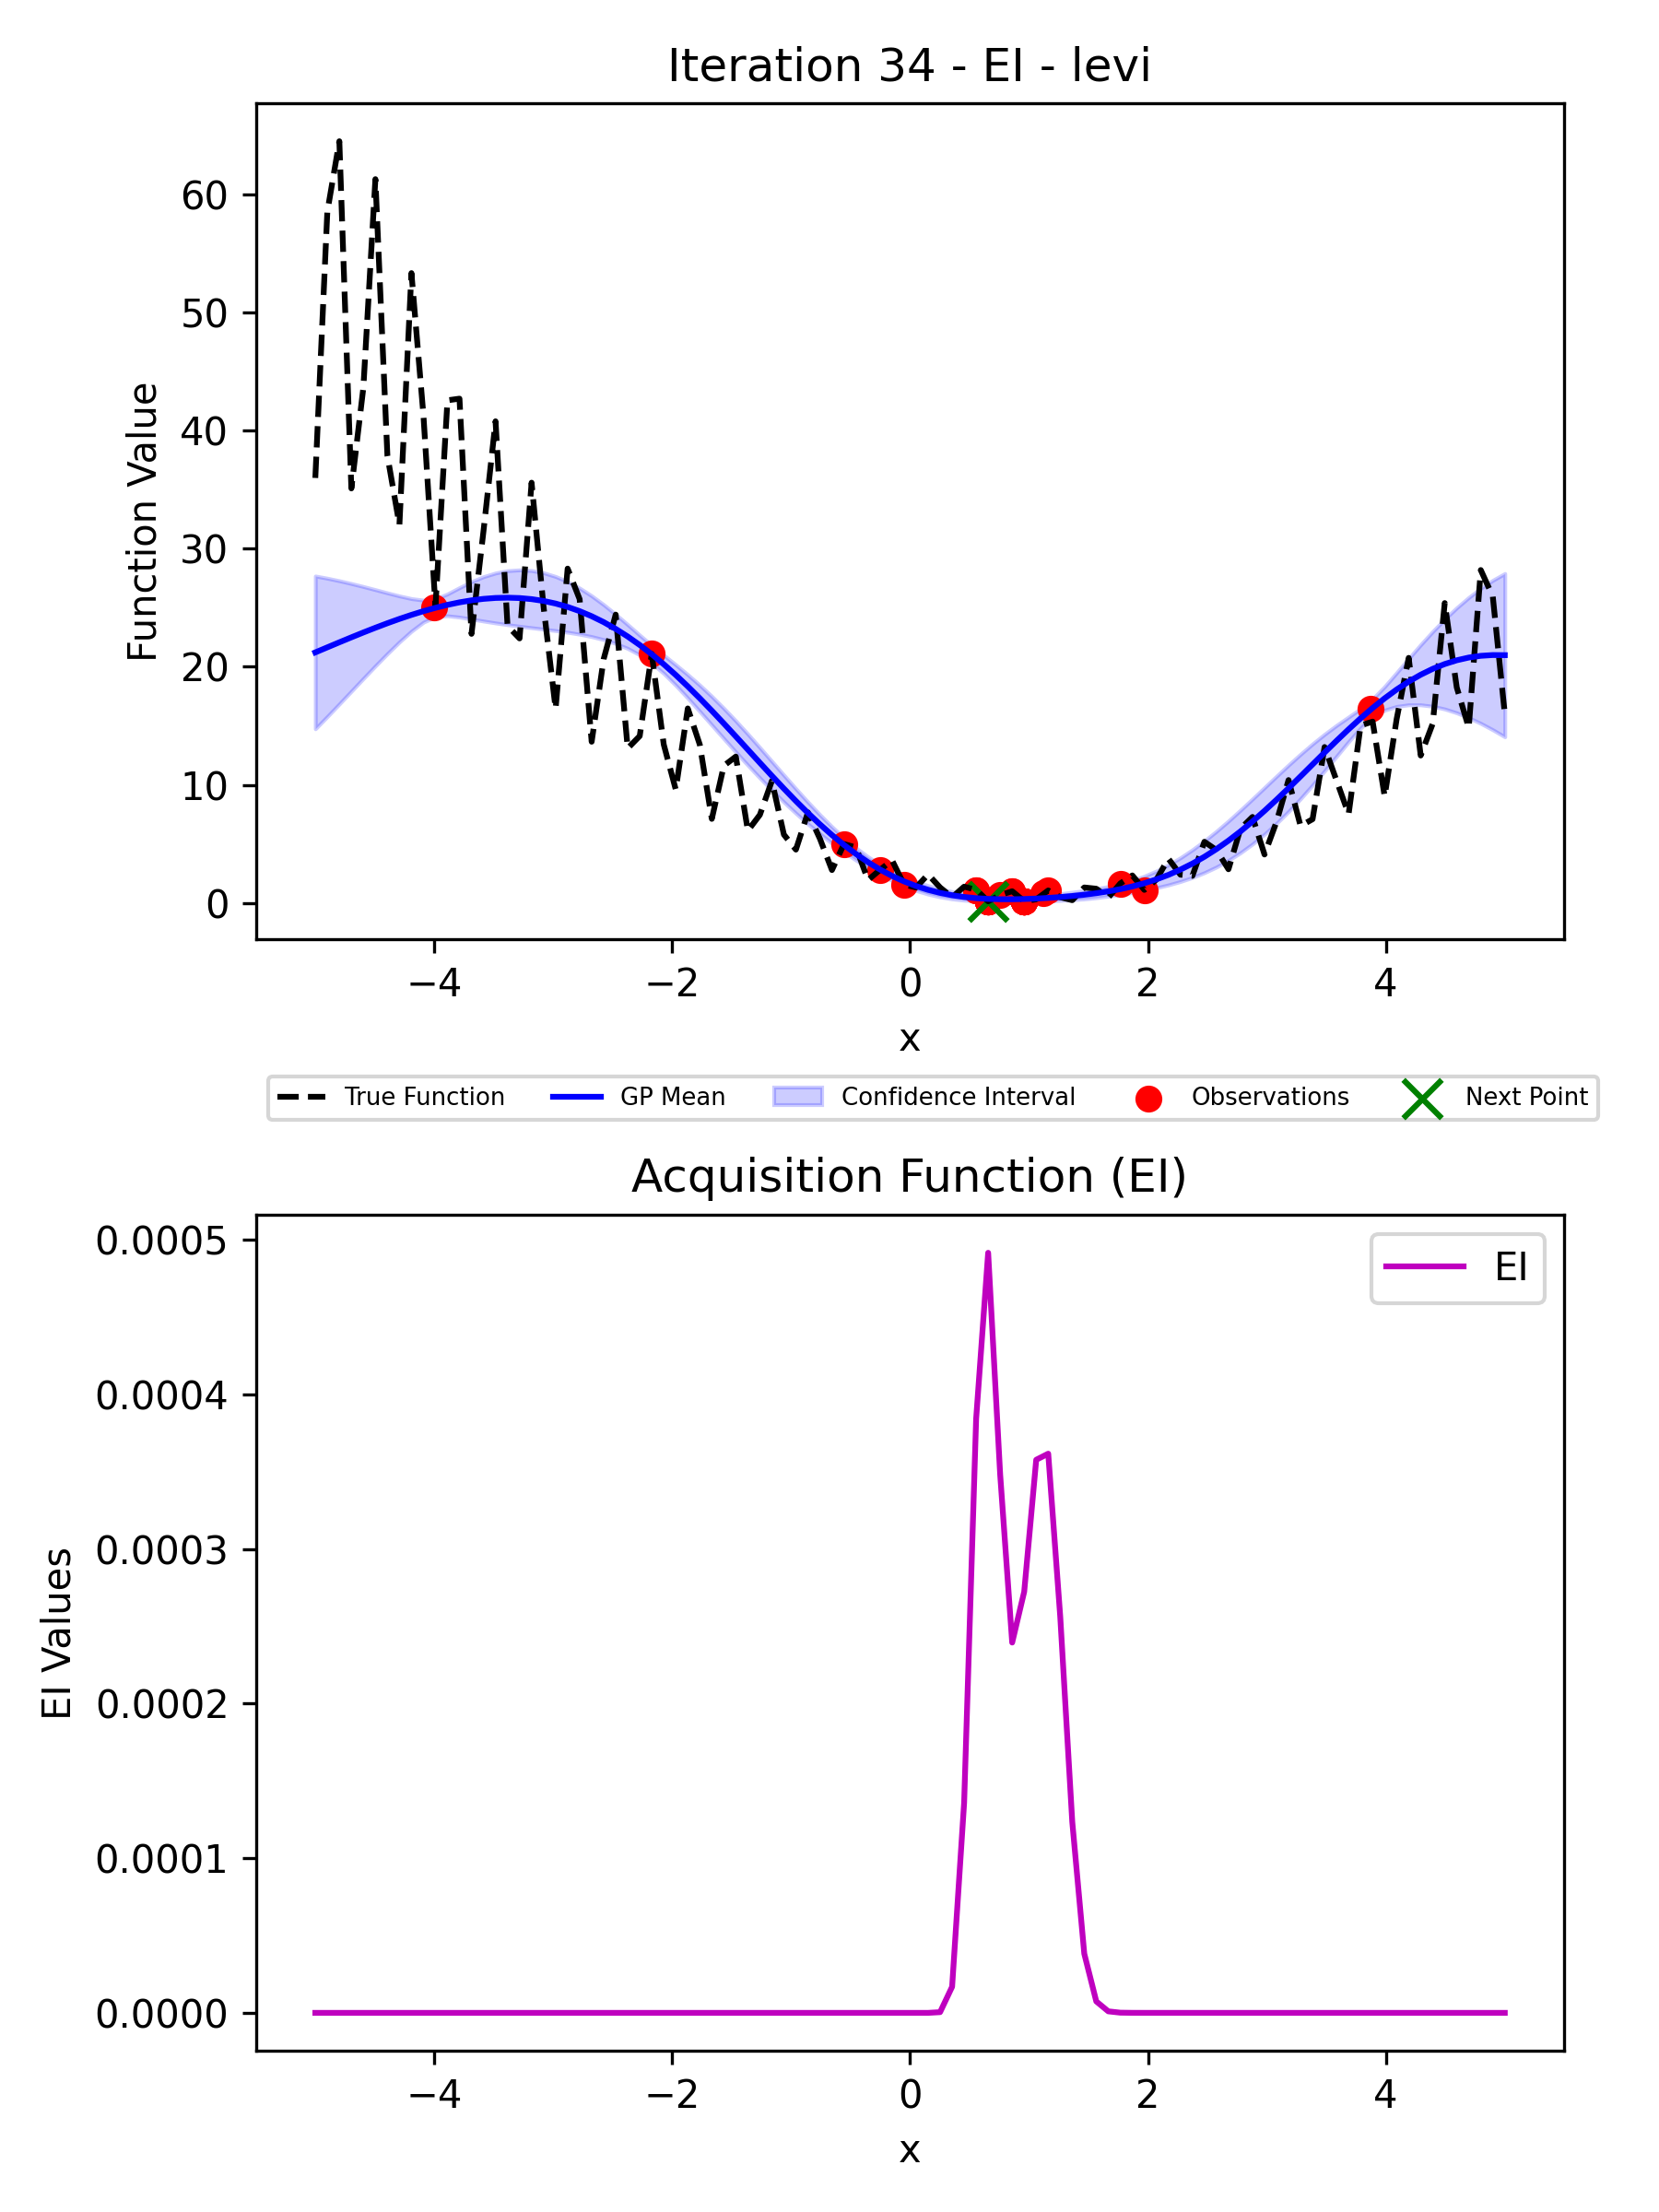 Iteration 34 - EI - levi
Function Value
60
50
40
30
20
10
0
−4
−2
0
2
4
x
True Function
GP Mean
Confidence Interval
Observations
Next Point
Acquisition Function (EI)
EI
EI Values
0.0005
0.0004
0.0003
0.0002
0.0001
0.0000
−4
−2
0
2
4
x